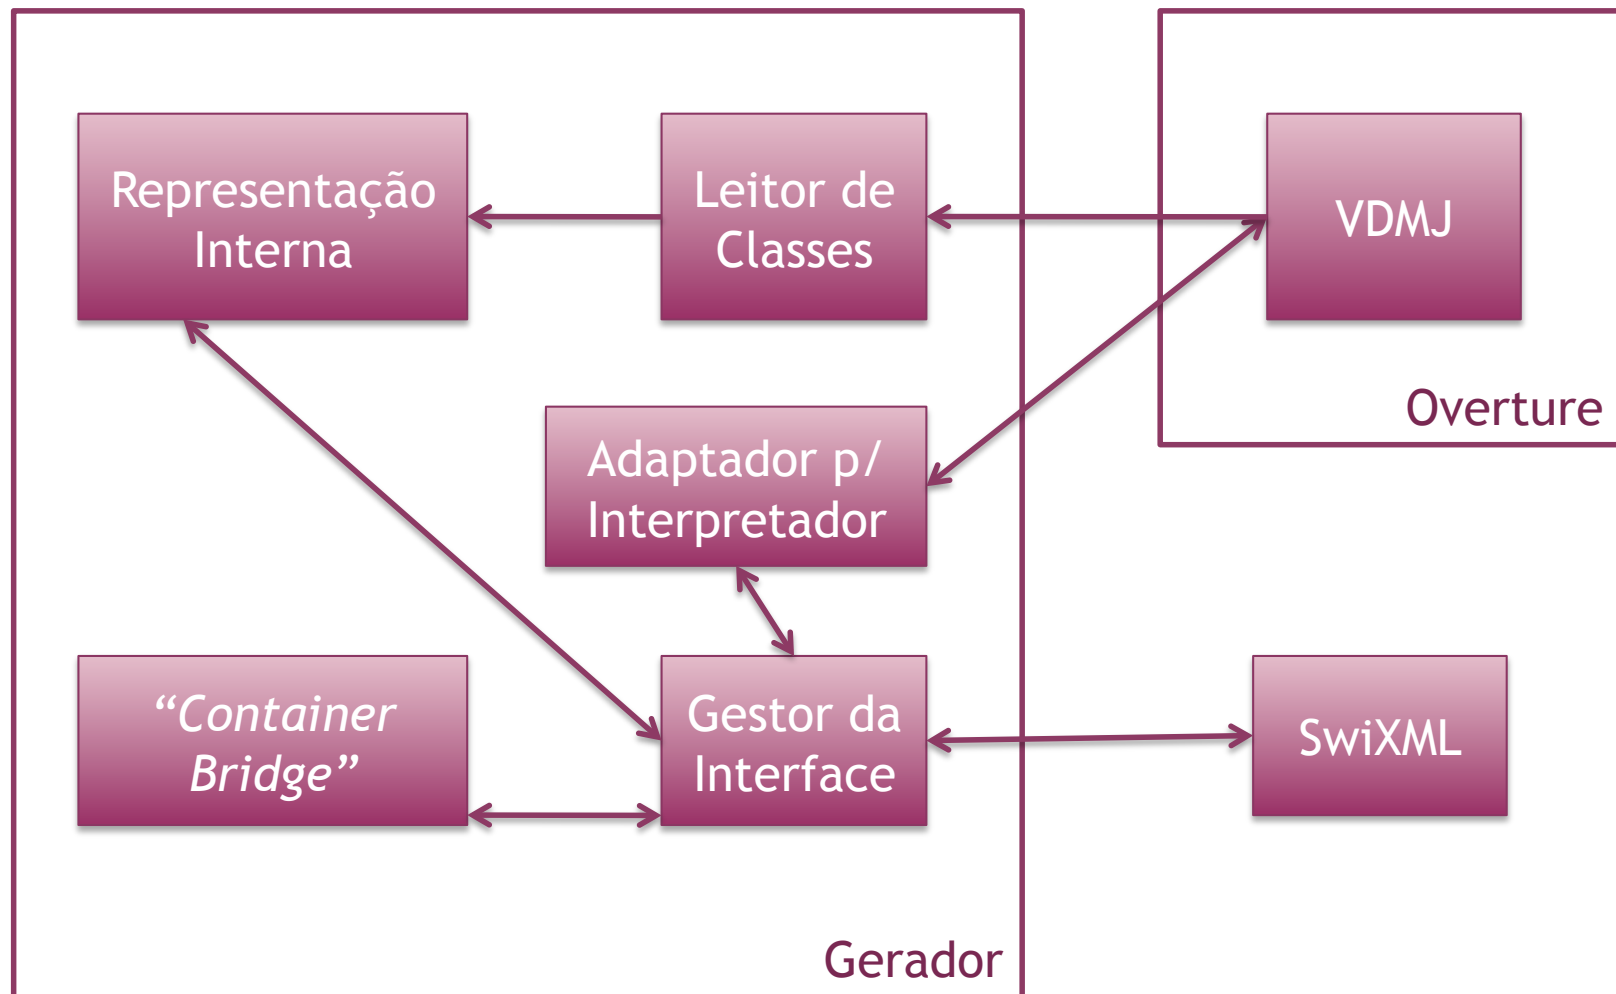 Representação
Interna
Leitor de
Classes
VDMJ
Overture
Adaptador p/
Interpretador
“Container
Bridge”
Gestor da
Interface
SwiXML
Gerador